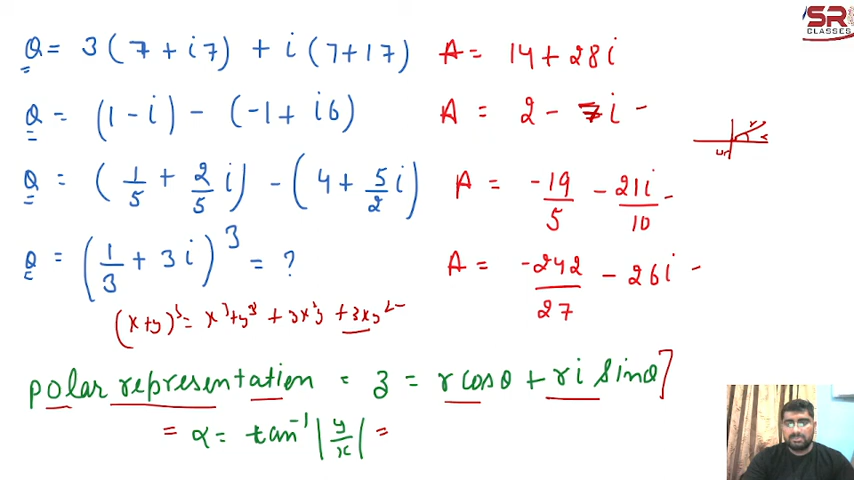 SR
CLASSES
Q = 3(7 + i7) + i(7 + i7) A = 14 + 28i
Q = (1 - i) - (-1 + i6) A = 2 - 7i -
Q = (1/5 + 2/5 i) - (4 + 5/2 i) A = -19/5 - 21i/10 -
Q = (1/3 + 3i)^3 = ? A = -242/27 - 26i -
(x+y)^3 = x^3 + y^3 + 3x^2y + 3xy^2 -
polar representation = z = r cosθ + r i sinθ]
= α = tan^-1 |y/x| =